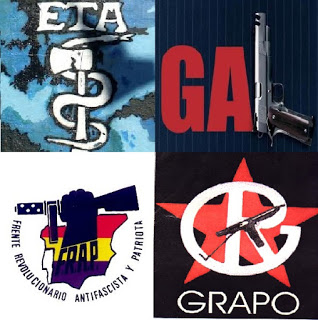 ETA
GAL
FRAP
FRENTE REVOLUCIONARIO ANTIFASCISTA Y PATRIOTA
GRAPO